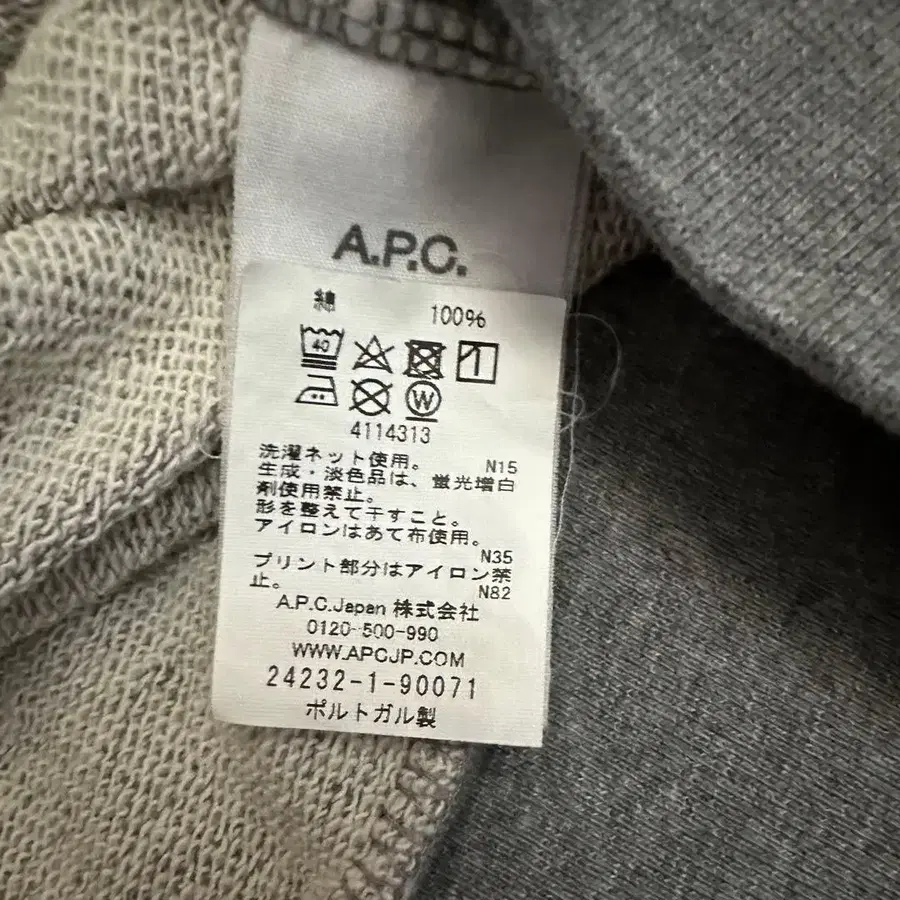 A.P.C.
綿 100%
40
W
4114313
洗濯ネット使用。 N15
生成・淡色品は、蛍光増白
剤使用禁止。
形を整えて干すこと。
アイロンはあて布使用。
N35
プリント部分はアイロン禁
止。 N82
A.P.C.Japan 株式会社
0120-500-990
WWW.APCJP.COM
24232-1-90071
ポルトガル製